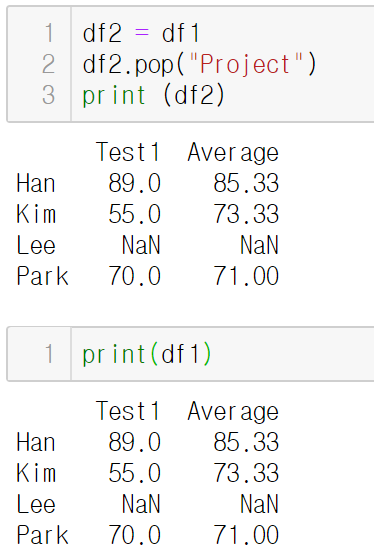 1 df2 = df1
2 df2.pop("Project")
3 print (df2)
Test1 Average
Han 89.0 85.33
Kim 55.0 73.33
Lee NaN NaN
Park 70.0 71.00
1 print(df1)
Test1 Average
Han 89.0 85.33
Kim 55.0 73.33
Lee NaN NaN
Park 70.0 71.00